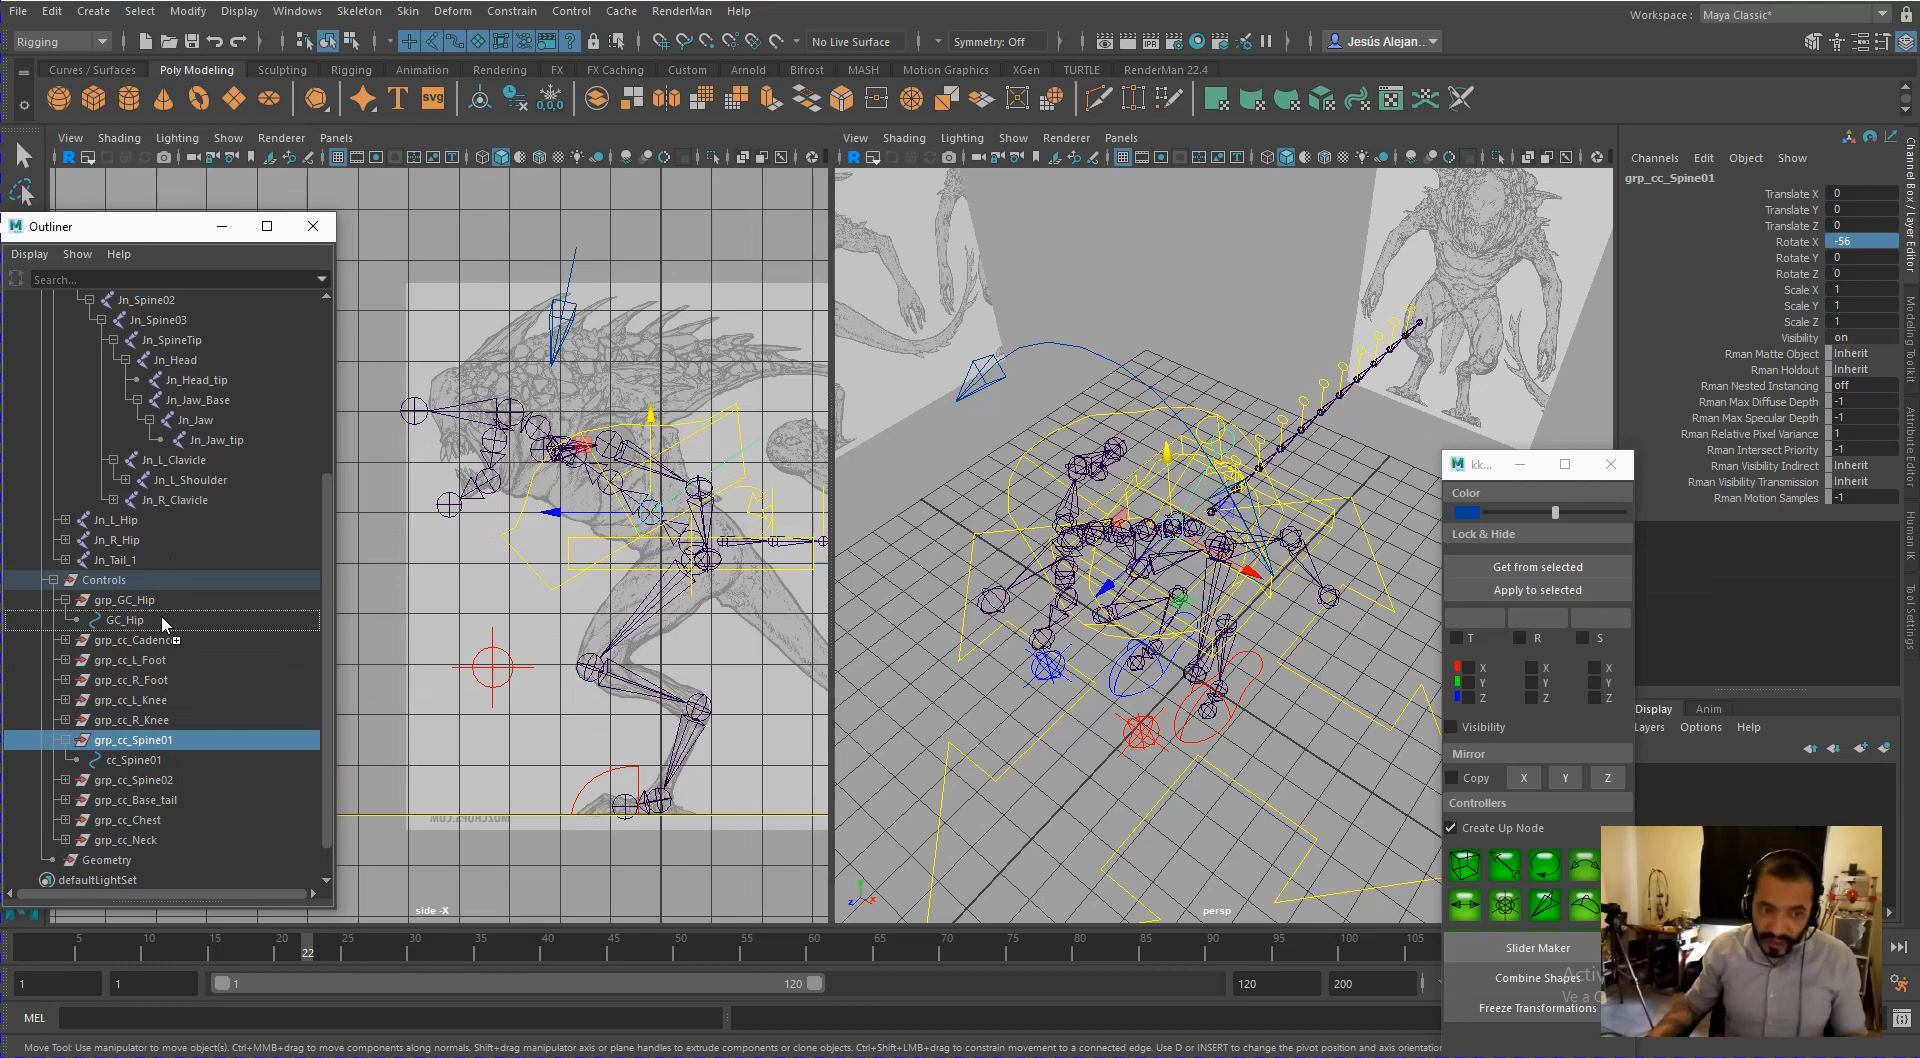 File Edit Create Select Modify Display Windows Skeleton Skin Deform Constrain Control Cache RenderMan Help
Workspace : Maya Classic*
Rigging
No Live Surface
Symmetry: Off
Jesús Alejan...
Curves / Surfaces Poly Modeling Sculpting Rigging Animation Rendering FX FX Caching Custom Arnold Bifrost MASH Motion Graphics XGen TURTLE RenderMan 22.4
View Shading Lighting Show Renderer Panels
View Shading Lighting Show Renderer Panels
Channels Edit Object Show
grp_cc_Spine01
Translate X 0
Translate Y 0
Translate Z 0
Rotate X -56
Rotate Y 0
Rotate Z 0
Scale X 1
Scale Y 1
Scale Z 1
Visibility on
Rman Matte Object Inherit
Rman Holdout Inherit
Rman Nested Instancing off
Rman Max Diffuse Depth -1
Rman Max Specular Depth -1
Rman Relative Pixel Variance 1
Rman Intersect Priority -1
Rman Visibility Indirect Inherit
Rman Visibility Transmission Inherit
Rman Motion Samples -1
Channel Box / Layer Editor
Modeling Toolkit
Attribute Editor
Human IK
Tool Settings
Outliner
Display Show Help
Search...
Jn_Spine02
Jn_Spine03
Jn_SpineTip
Jn_Head
Jn_Head_tip
Jn_Jaw_Base
Jn_Jaw
Jn_Jaw_tip
Jn_L_Clavicle
Jn_L_Shoulder
Jn_R_Clavicle
Jn_L_Hip
Jn_R_Hip
Jn_Tail_1
Controls
grp_GC_Hip
GC_Hip
grp_cc_Cadenc
grp_cc_L_Foot
grp_cc_R_Foot
grp_cc_L_Knee
grp_cc_R_Knee
grp_cc_Spine01
cc_Spine01
grp_cc_Spine02
grp_cc_Base_tail
grp_cc_Chest
grp_cc_Neck
Geometry
defaultLightSet
side -X
persp
kk...
Color
Lock & Hide
Get from selected
Apply to selected
T R S
X X X
Y Y Y
Z Z Z
Visibility
Mirror
Copy X Y Z
Controllers
Create Up Node
Slider Maker
Combine Shapes
Freeze Transformations
Display Anim
ayers Options Help
5 10 15 20 25 30 35 40 45 50 55 60 65 70 75 80 85 90 95 100 105
22
1 1 1 120 120 200
MEL
Move Tool: Use manipulator to move object(s). Ctrl+MMB+drag to move components along normals. Shift+drag manipulator axis or plane handles to extrude components or clone objects. Ctrl+Shift+LMB+drag to constrain movement to a connected edge. Use D or INSERT to change the pivot position and axis orientation